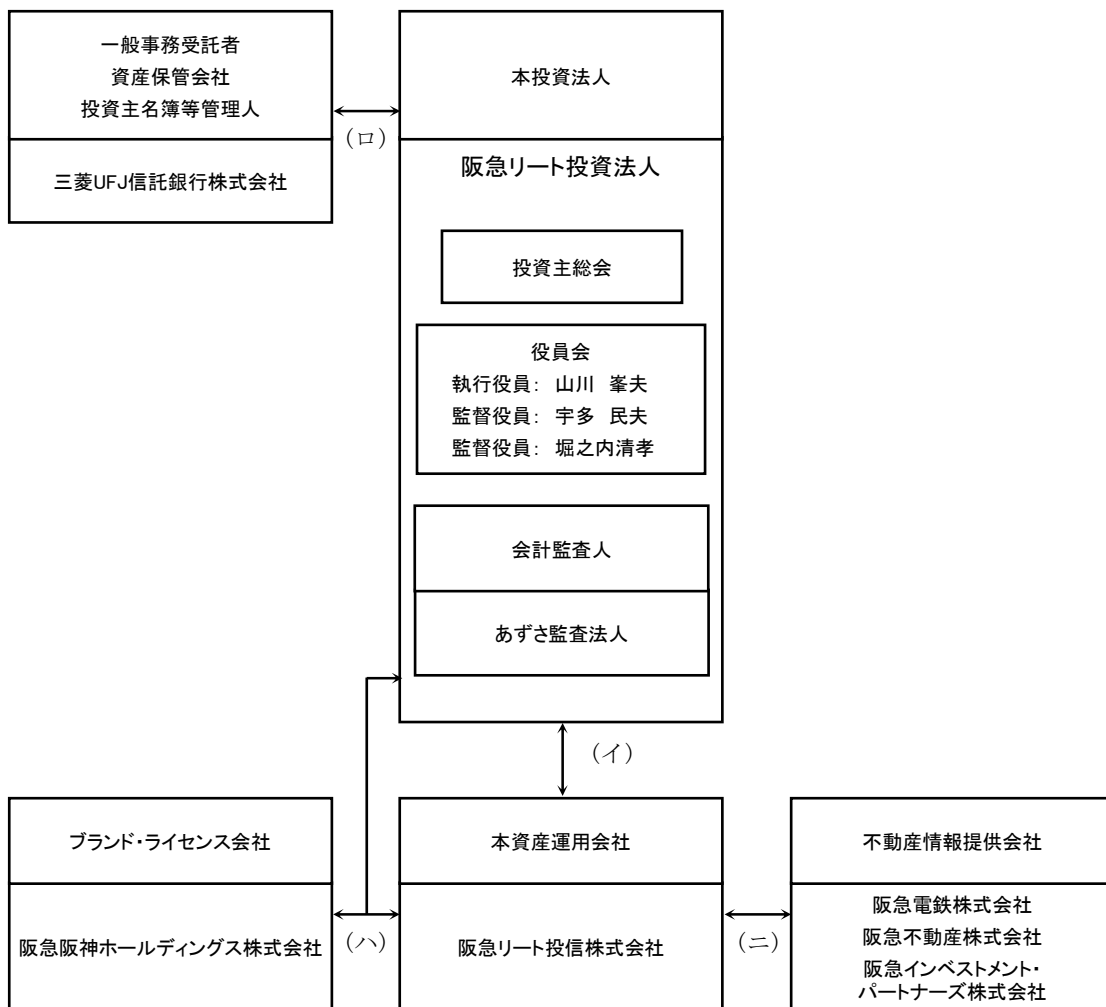 一般事務受託者
資産保管会社
投資主名簿等管理人
三菱UFJ信託銀行株式会社
(ロ)
本投資法人
阪急リート投資法人
投資主総会
役員会
執行役員: 山川 峯夫
監督役員: 宇多 民夫
監督役員: 堀之内清孝
会計監査人
あずさ監査法人
(イ)
ブランド・ライセンス会社
阪急阪神ホールディングス株式会社
(ハ)
本資産運用会社
阪急リート投信株式会社
(ニ)
不動産情報提供会社
阪急電鉄株式会社
阪急不動産株式会社
阪急インベストメント・
パートナーズ株式会社